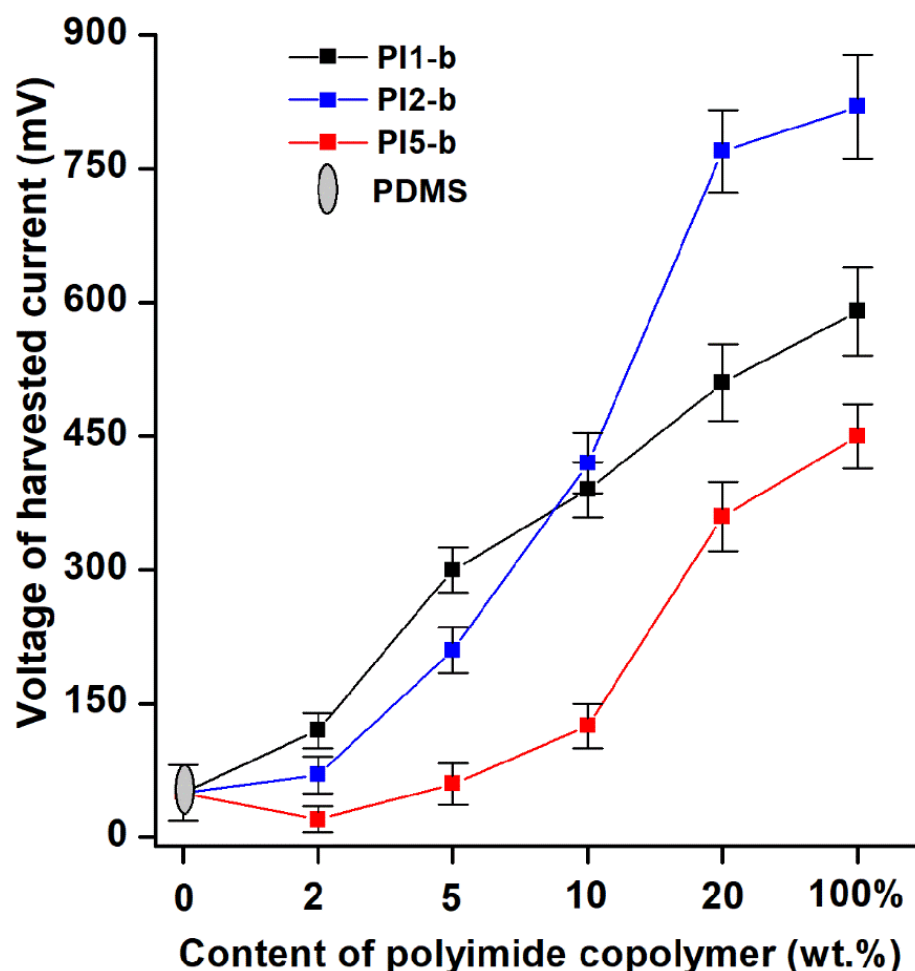 Voltage of harvested current (mV)
900
750
600
450
300
150
0
PI1-b
PI2-b
PI5-b
PDMS
0 2 5 10 20 100%
Content of polyimide copolymer (wt.%)